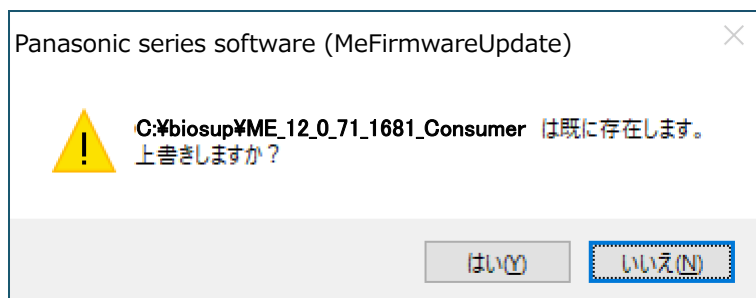 Panasonic series software (MeFirmwareUpdate)
C:¥biosup¥ME_12_0_71_1681_Consumer は既に存在します。
上書きしますか？
はい(Y)
いいえ(N)